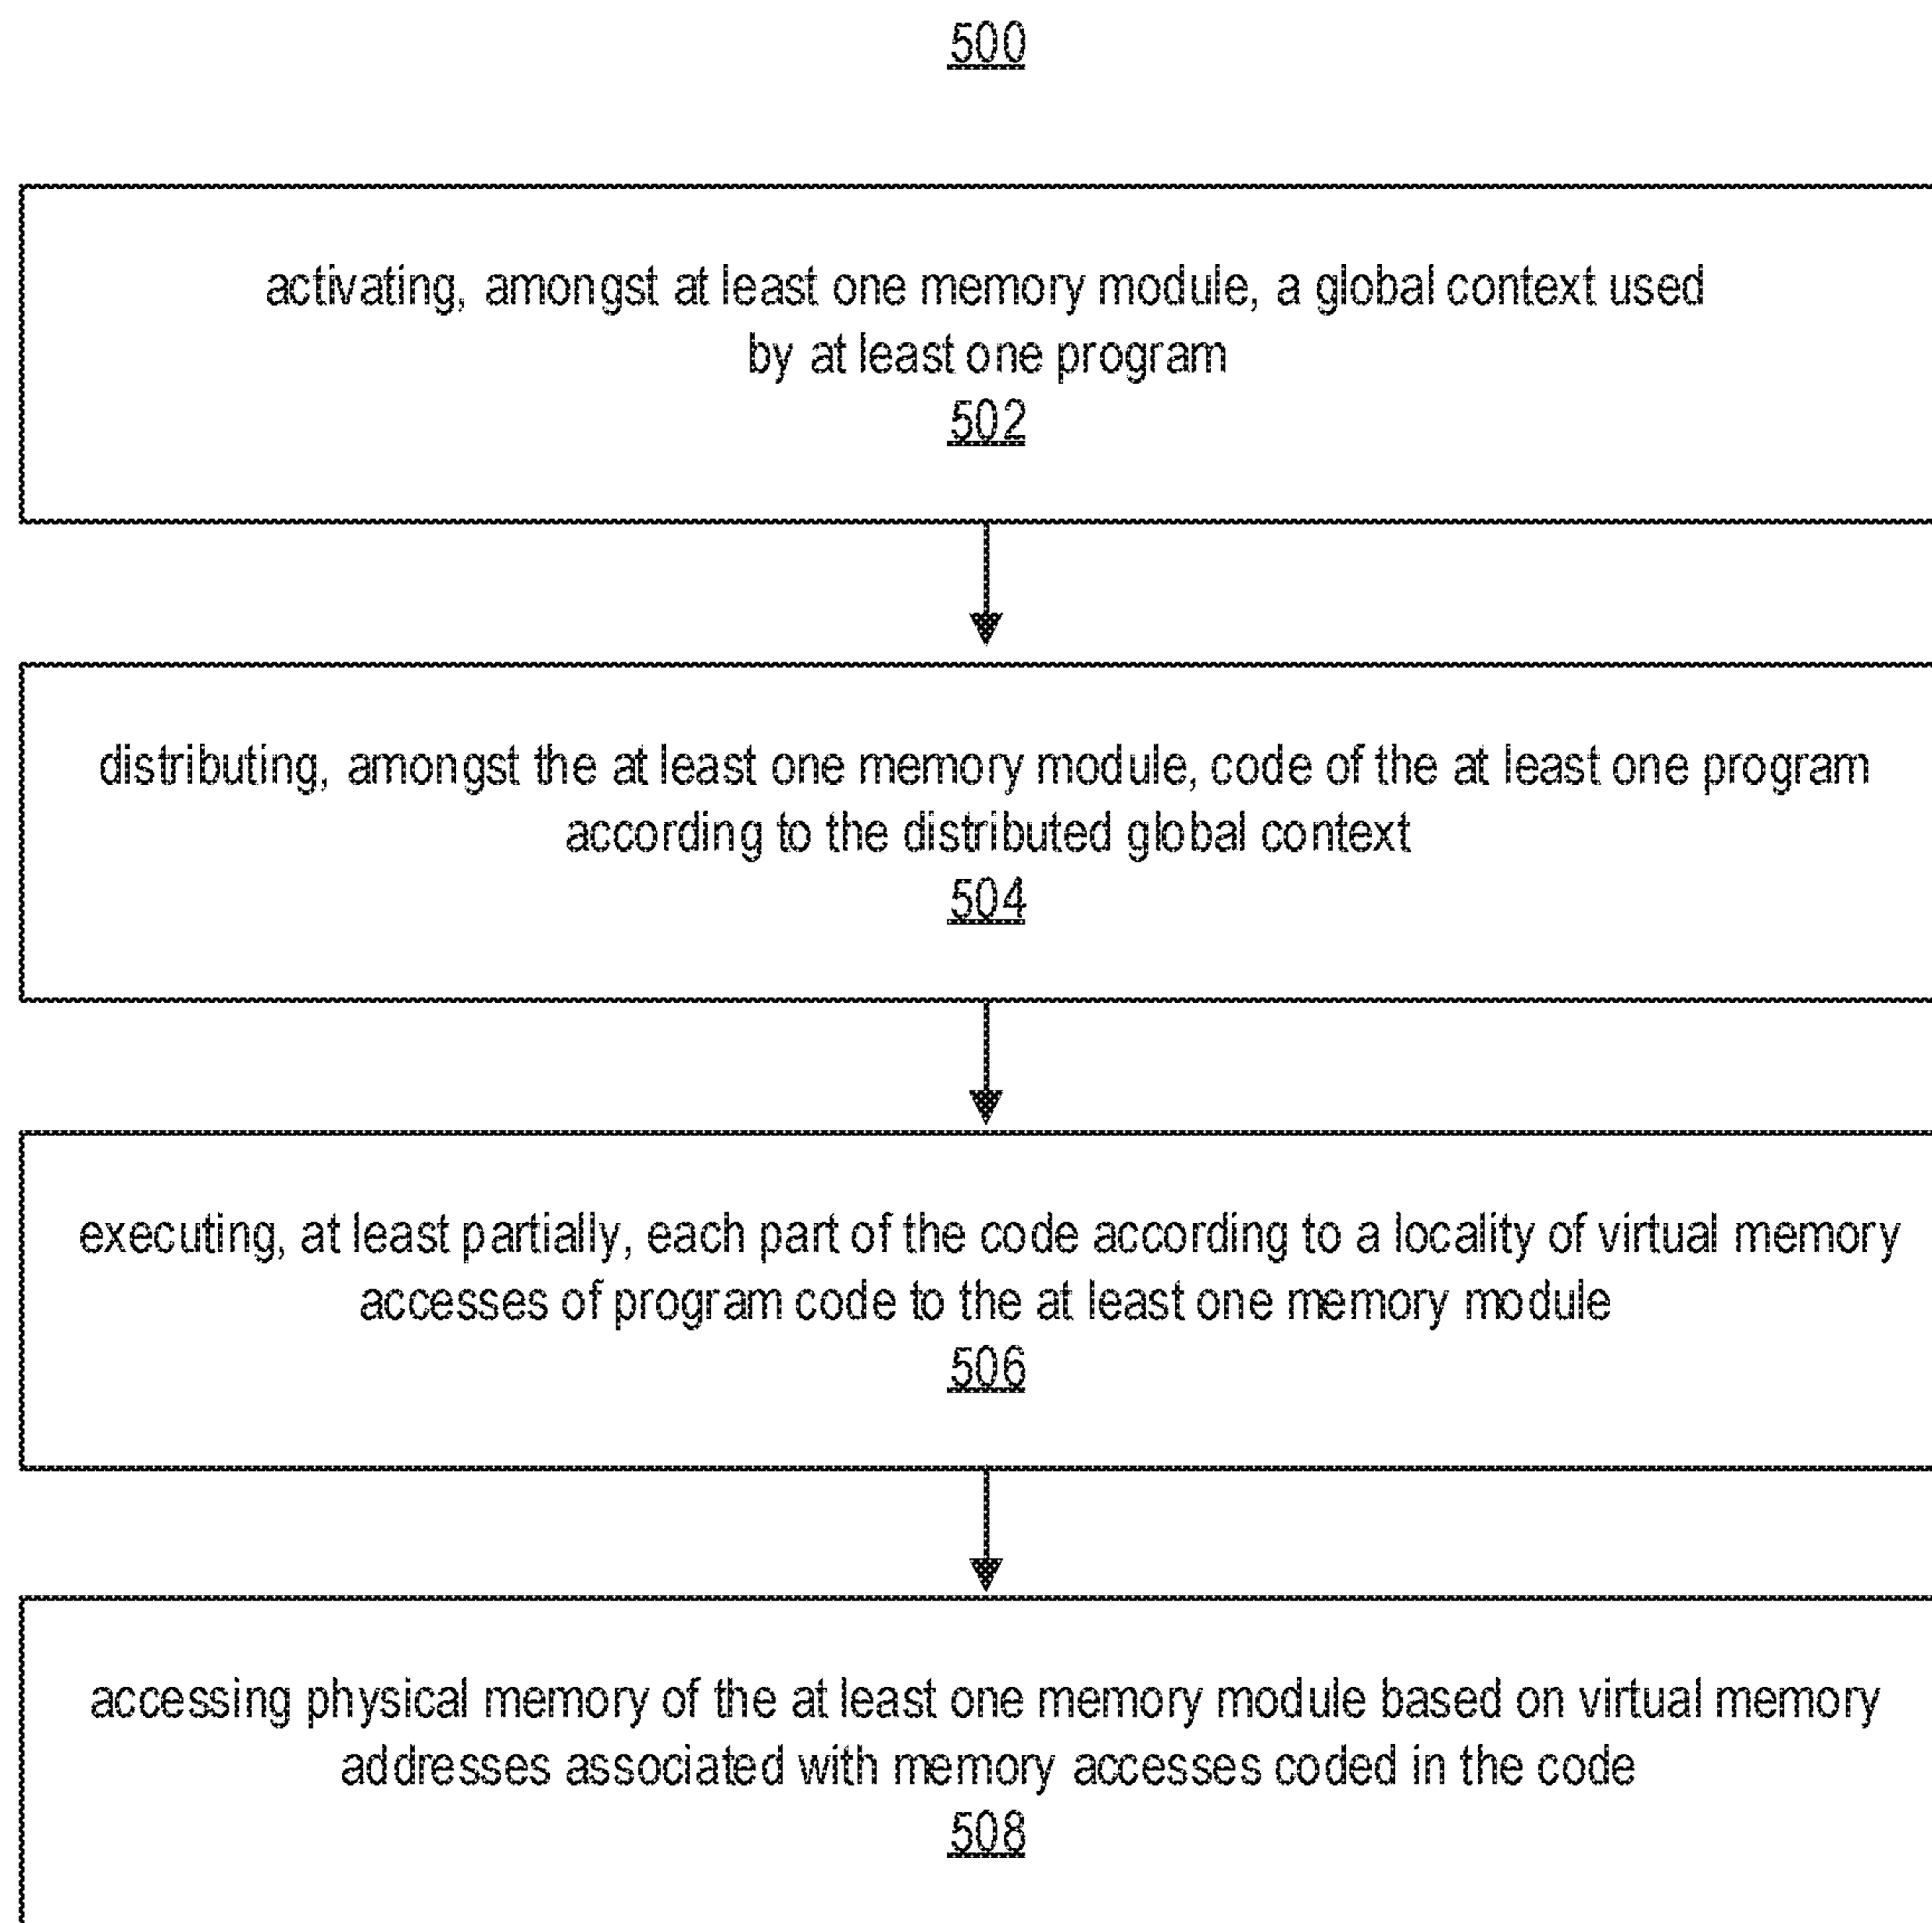 500
activating, amongst at least one memory module, a global context used
by at least one program
502
distributing, amongst the at least one memory module, code of the at least one program
according to the distributed global context
504
executing, at least partially, each part of the code according to a locality of virtual memory
accesses of program code to the at least one memory module
506
accessing physical memory of the at least one memory module based on virtual memory
addresses associated with memory accesses coded in the code
508